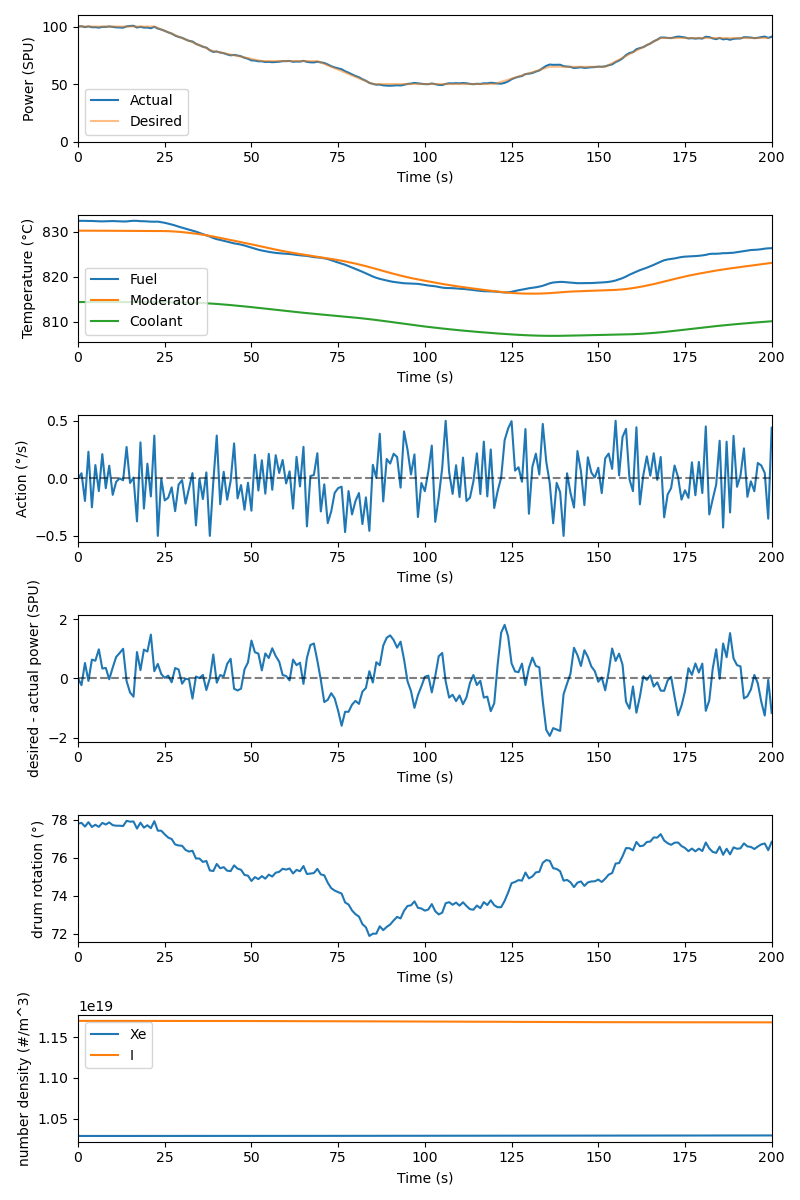 Power (SPU)
100
50
0
Actual
Desired
0 25 50 75 100 125 150 175 200
Time (s)
Temperature (°C)
830
820
810
Fuel
Moderator
Coolant
0 25 50 75 100 125 150 175 200
Time (s)
Action (°/s)
0.5
0.0
−0.5
0 25 50 75 100 125 150 175 200
Time (s)
desired - actual power (SPU)
2
0
−2
0 25 50 75 100 125 150 175 200
Time (s)
drum rotation (°)
78
76
74
72
0 25 50 75 100 125 150 175 200
Time (s)
number density (#/m^3)
1e19
1.15
1.10
1.05
Xe
I
0 25 50 75 100 125 150 175 200
Time (s)